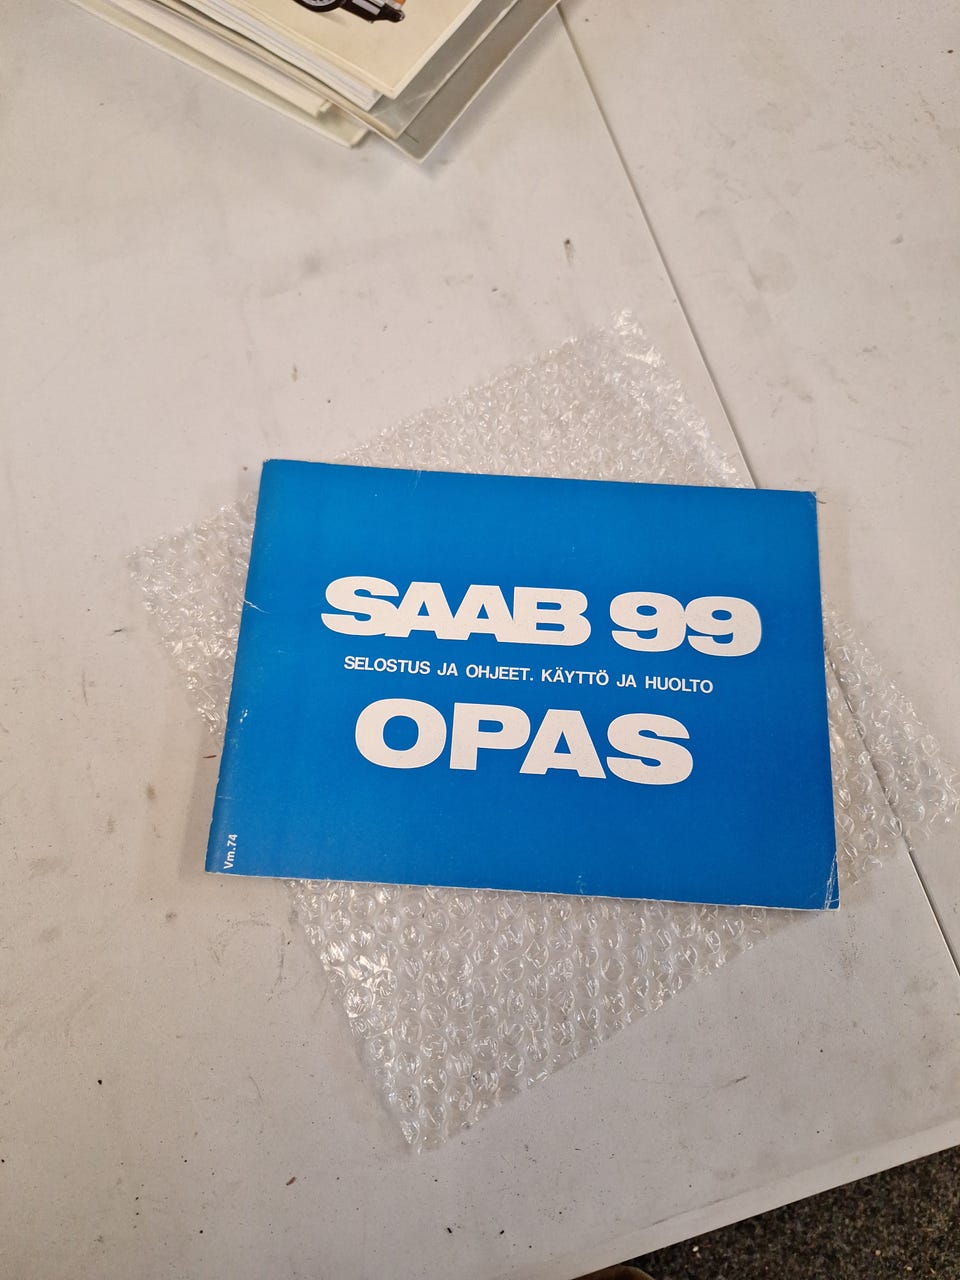 SAAB 99
SELOSTUS JA OHJEET. KÄYTTÖ JA HUOLTO
OPAS
Vm.74